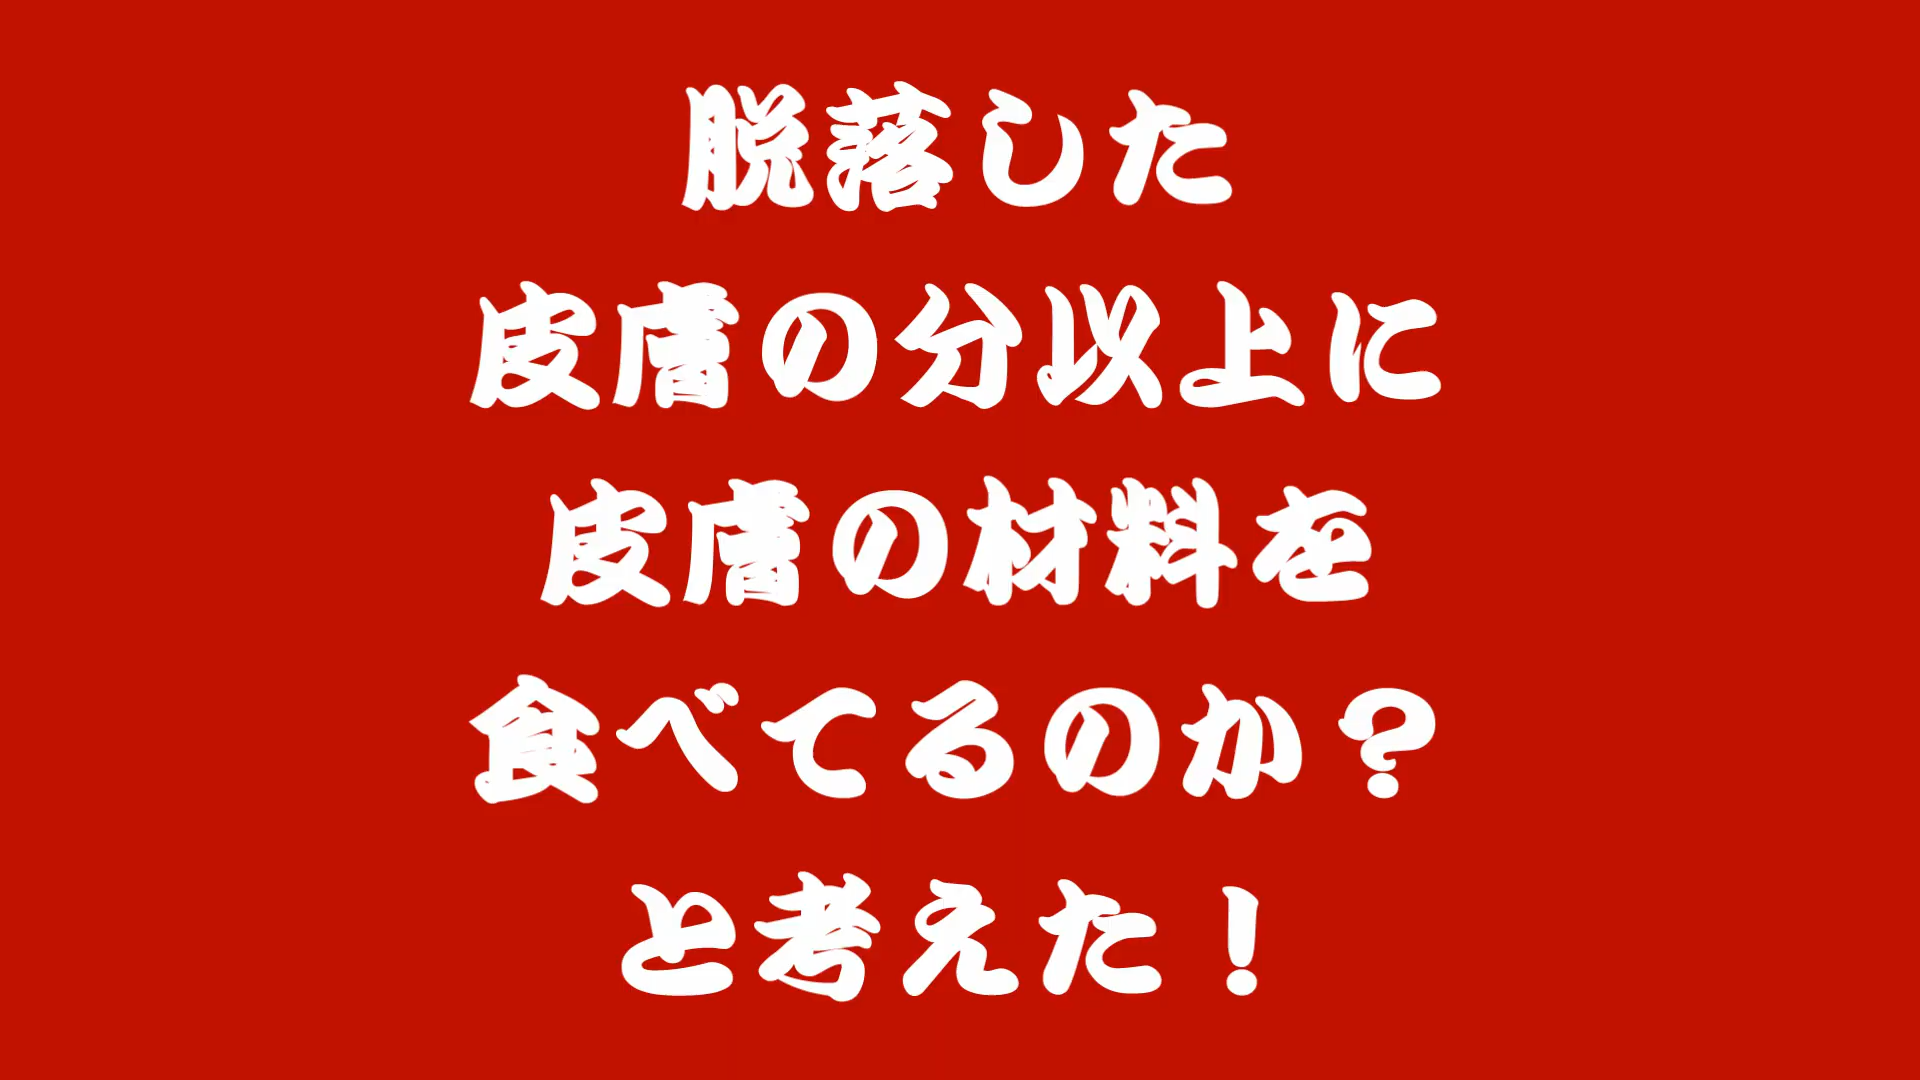 脱落した
皮膚の分以上に
皮膚の材料を
食べてるのか？
と考えた！